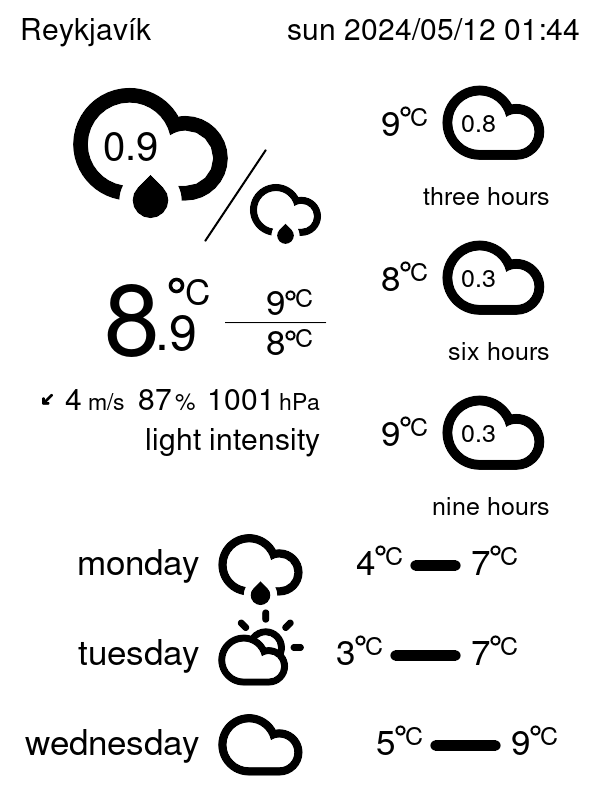 Reykjavík sun 2024/05/12 01:44
0.9
8.9°C
9°C
8°C
4 m/s 87% 1001 hPa
light intensity
9°C 0.8
three hours
8°C 0.3
six hours
9°C 0.3
nine hours
monday 4°C 7°C
tuesday 3°C 7°C
wednesday 5°C 9°C